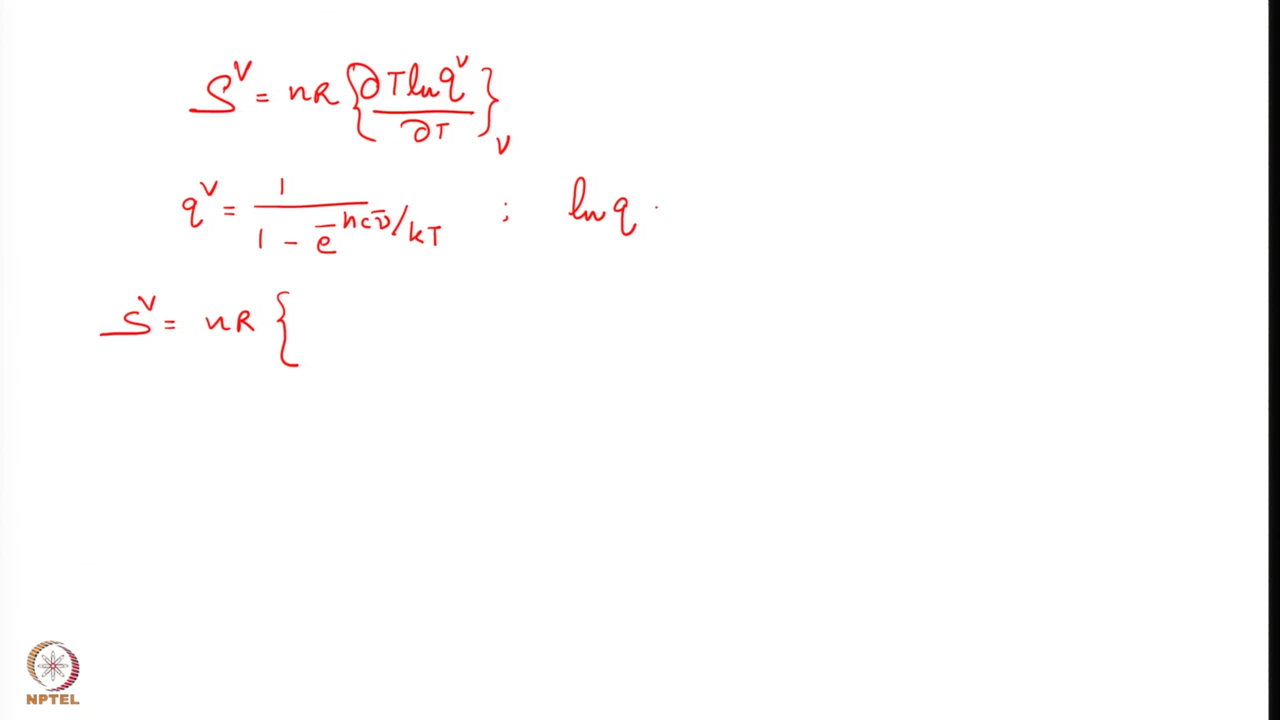 S^V = nR {∂T ln q^V / ∂T}_V
q^V = 1 / (1 - e^{-hcν̄/kT}) ; ln q
S^V = nR {
NPTEL